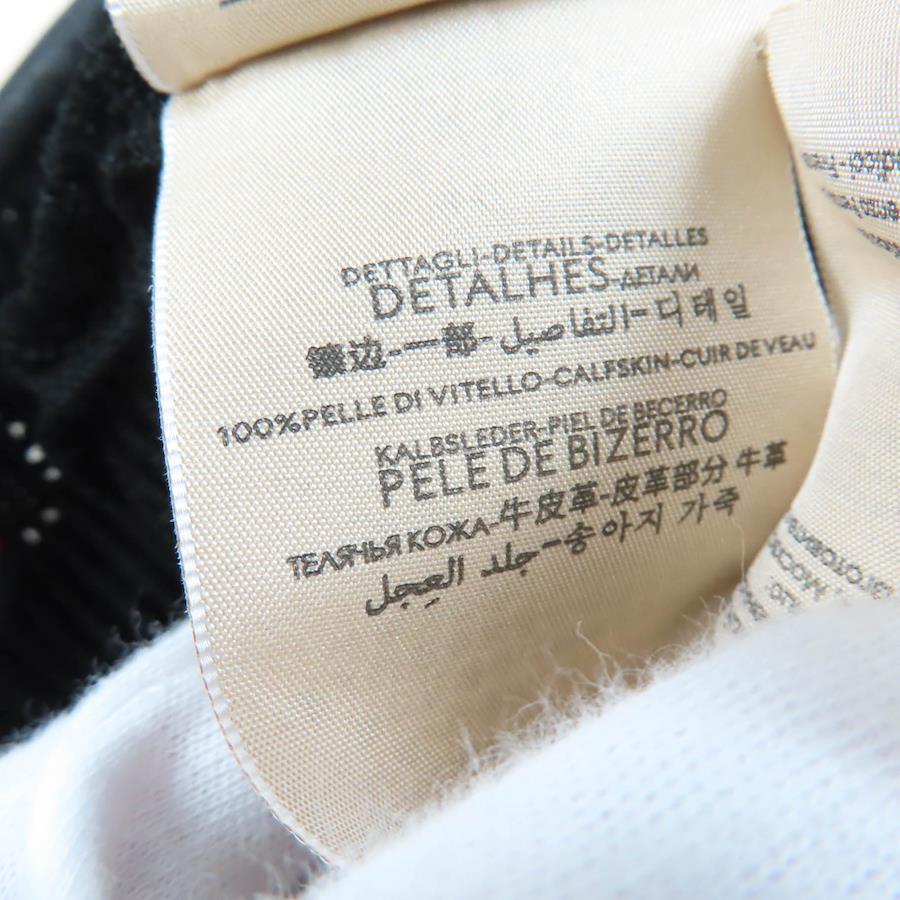 DETTAGLI-DETAILS-DETALLES
DETALHES-ДЕТАЛИ
镶边-一部-التفاصيل-디테일
100%PELLE DI VITELLO-CALFSKIN-CUIR DE VEAU
KALBSLEDER-PIEL DE BECERRO
PELE DE BIZERRO
ТЕЛЯЧЬЯ КОЖА-牛皮革-皮革部分 牛革
جلد العجل-송아지 가죽